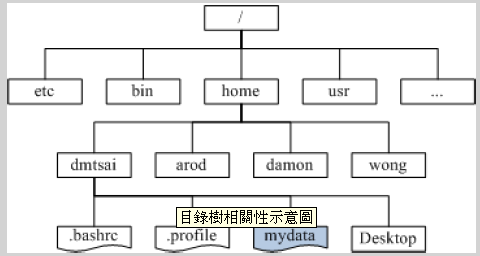 /
etc bin home usr ...
dmtsai arod damon wong
目錄樹相關性示意圖
.bashrc .profile mydata Desktop